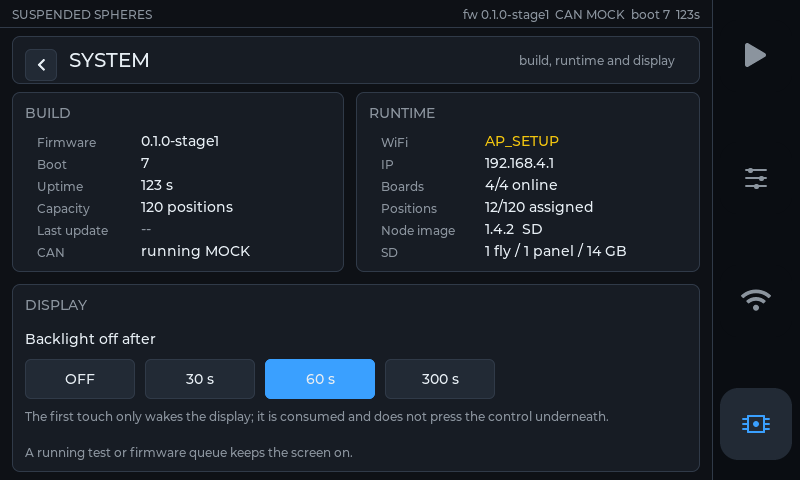 SUSPENDED SPHERES
fw 0.1.0-stage1 CAN MOCK boot 7 123s
SYSTEM
build, runtime and display
BUILD
Firmware 0.1.0-stage1
Boot 7
Uptime 123 s
Capacity 120 positions
Last update --
CAN running MOCK
RUNTIME
WiFi AP_SETUP
IP 192.168.4.1
Boards 4/4 online
Positions 12/120 assigned
Node image 1.4.2 SD
SD 1 fly / 1 panel / 14 GB
DISPLAY
Backlight off after
OFF 30 s 60 s 300 s
The first touch only wakes the display; it is consumed and does not press the control underneath.
A running test or firmware queue keeps the screen on.